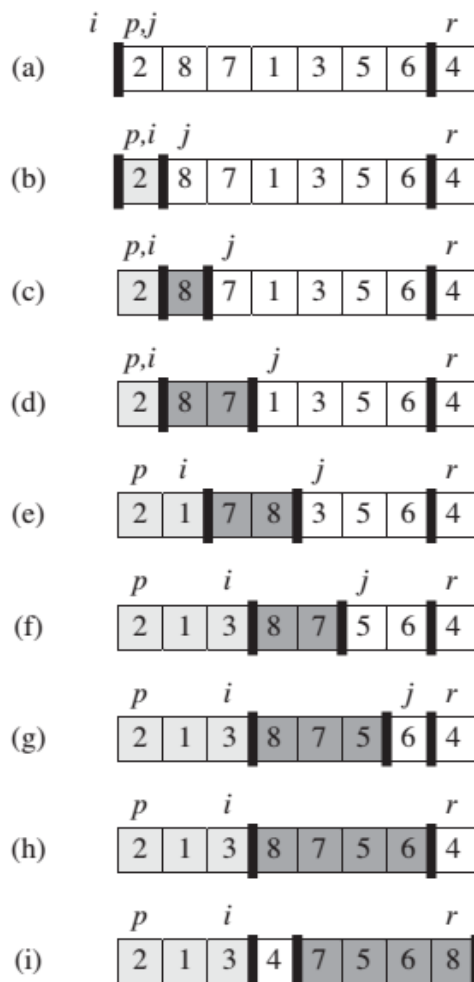 i p,j r
(a) 2 8 7 1 3 5 6 4
p,i j r
(b) 2 8 7 1 3 5 6 4
p,i j r
(c) 2 8 7 1 3 5 6 4
p,i j r
(d) 2 8 7 1 3 5 6 4
p i j r
(e) 2 1 7 8 3 5 6 4
p i j r
(f) 2 1 3 8 7 5 6 4
p i j r
(g) 2 1 3 8 7 5 6 4
p i r
(h) 2 1 3 8 7 5 6 4
p i r
(i) 2 1 3 4 7 5 6 8